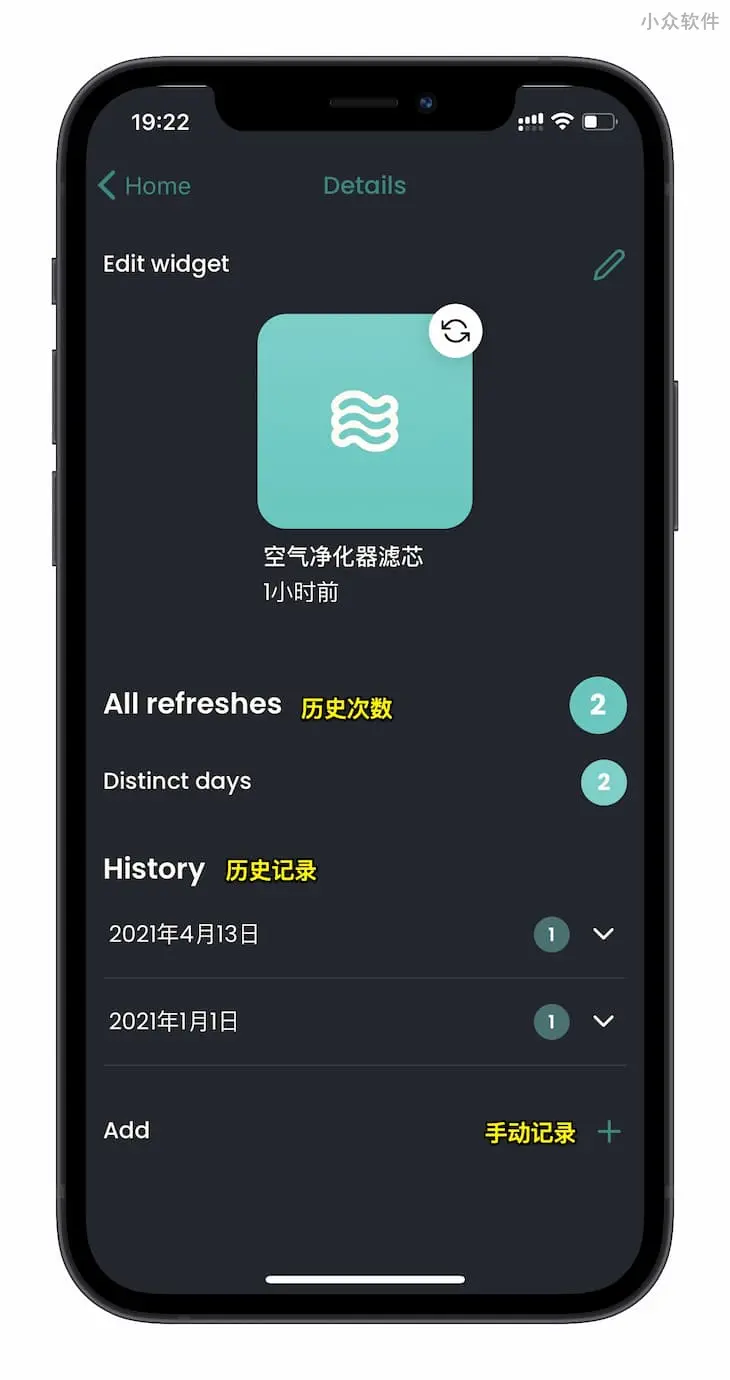 小众软件
19:22
Home
Details
Edit widget
空气净化器滤芯
1小时前
All refreshes 历史次数 2
Distinct days 2
History 历史记录
2021年4月13日 1
2021年1月1日 1
Add 手动记录